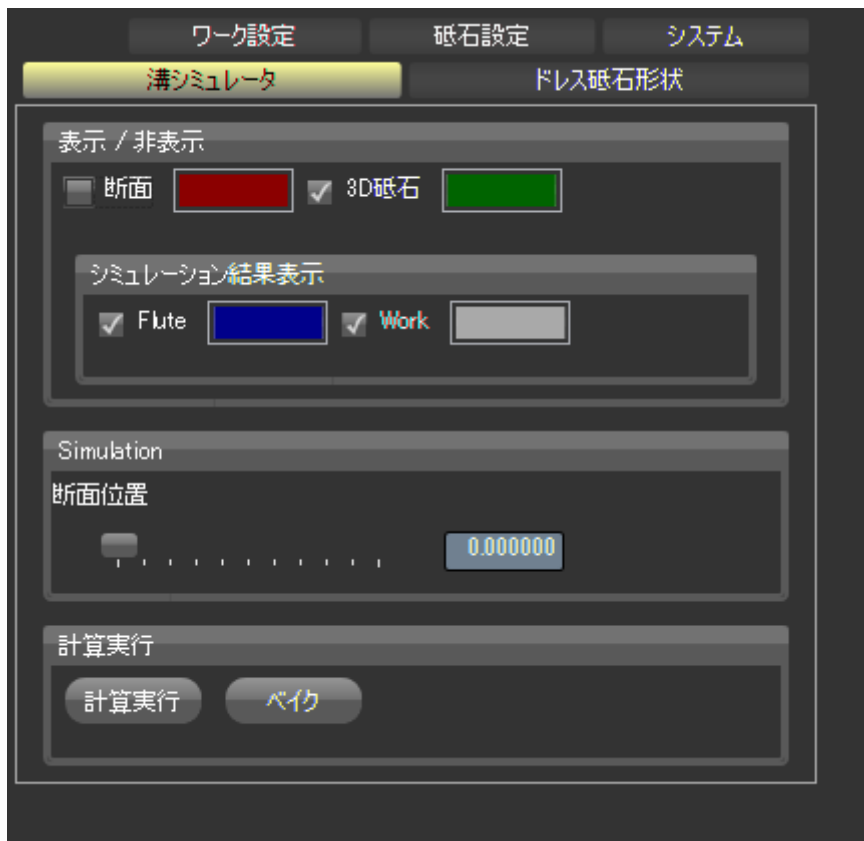 ワーク設定 砥石設定 システム
溝シミュレータ ドレス砥石形状
表示 / 非表示
断面 3D砥石
シミュレーション結果表示
Flute Work
Simulation
断面位置
0.000000
計算実行
計算実行 ベイク